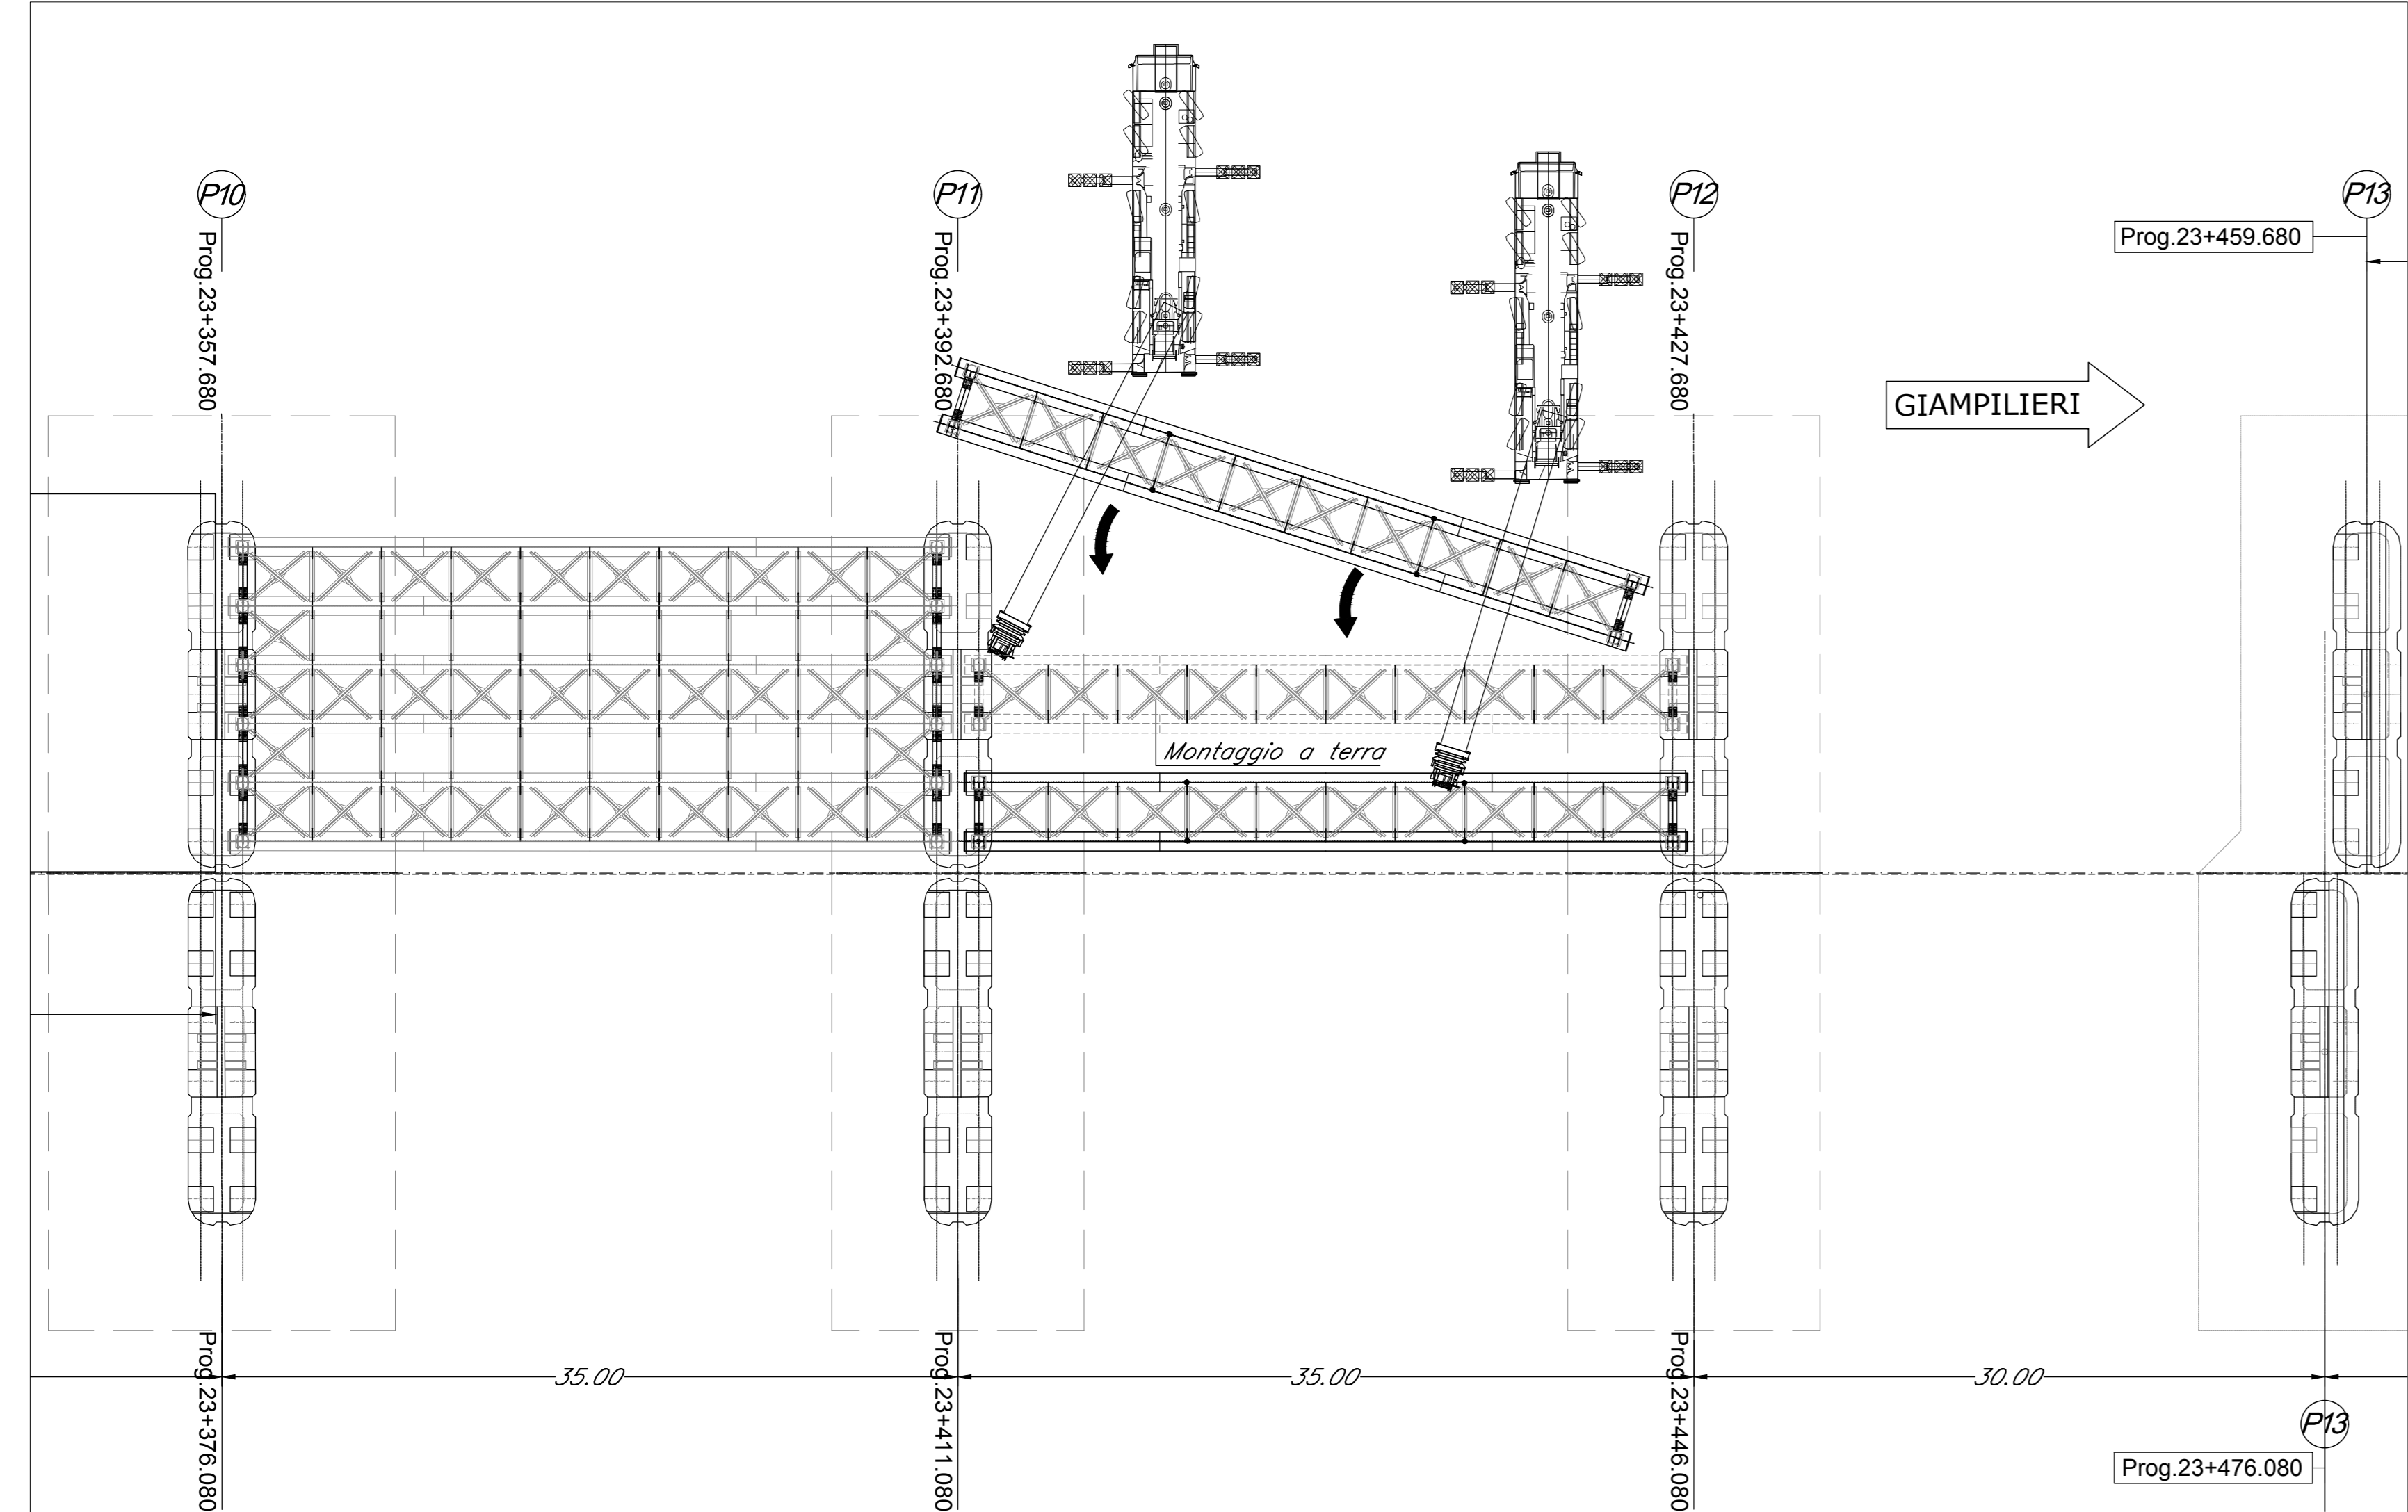 P10
P11
P12
P13
Prog.23+357.680
Prog.23+392.680
Prog.23+427.680
Prog.23+459.680
GIAMPILIERI
Montaggio a terra
35.00
35.00
30.00
Prog.23+376.080
Prog.23+411.080
Prog.23+446.080
P13
Prog.23+476.080